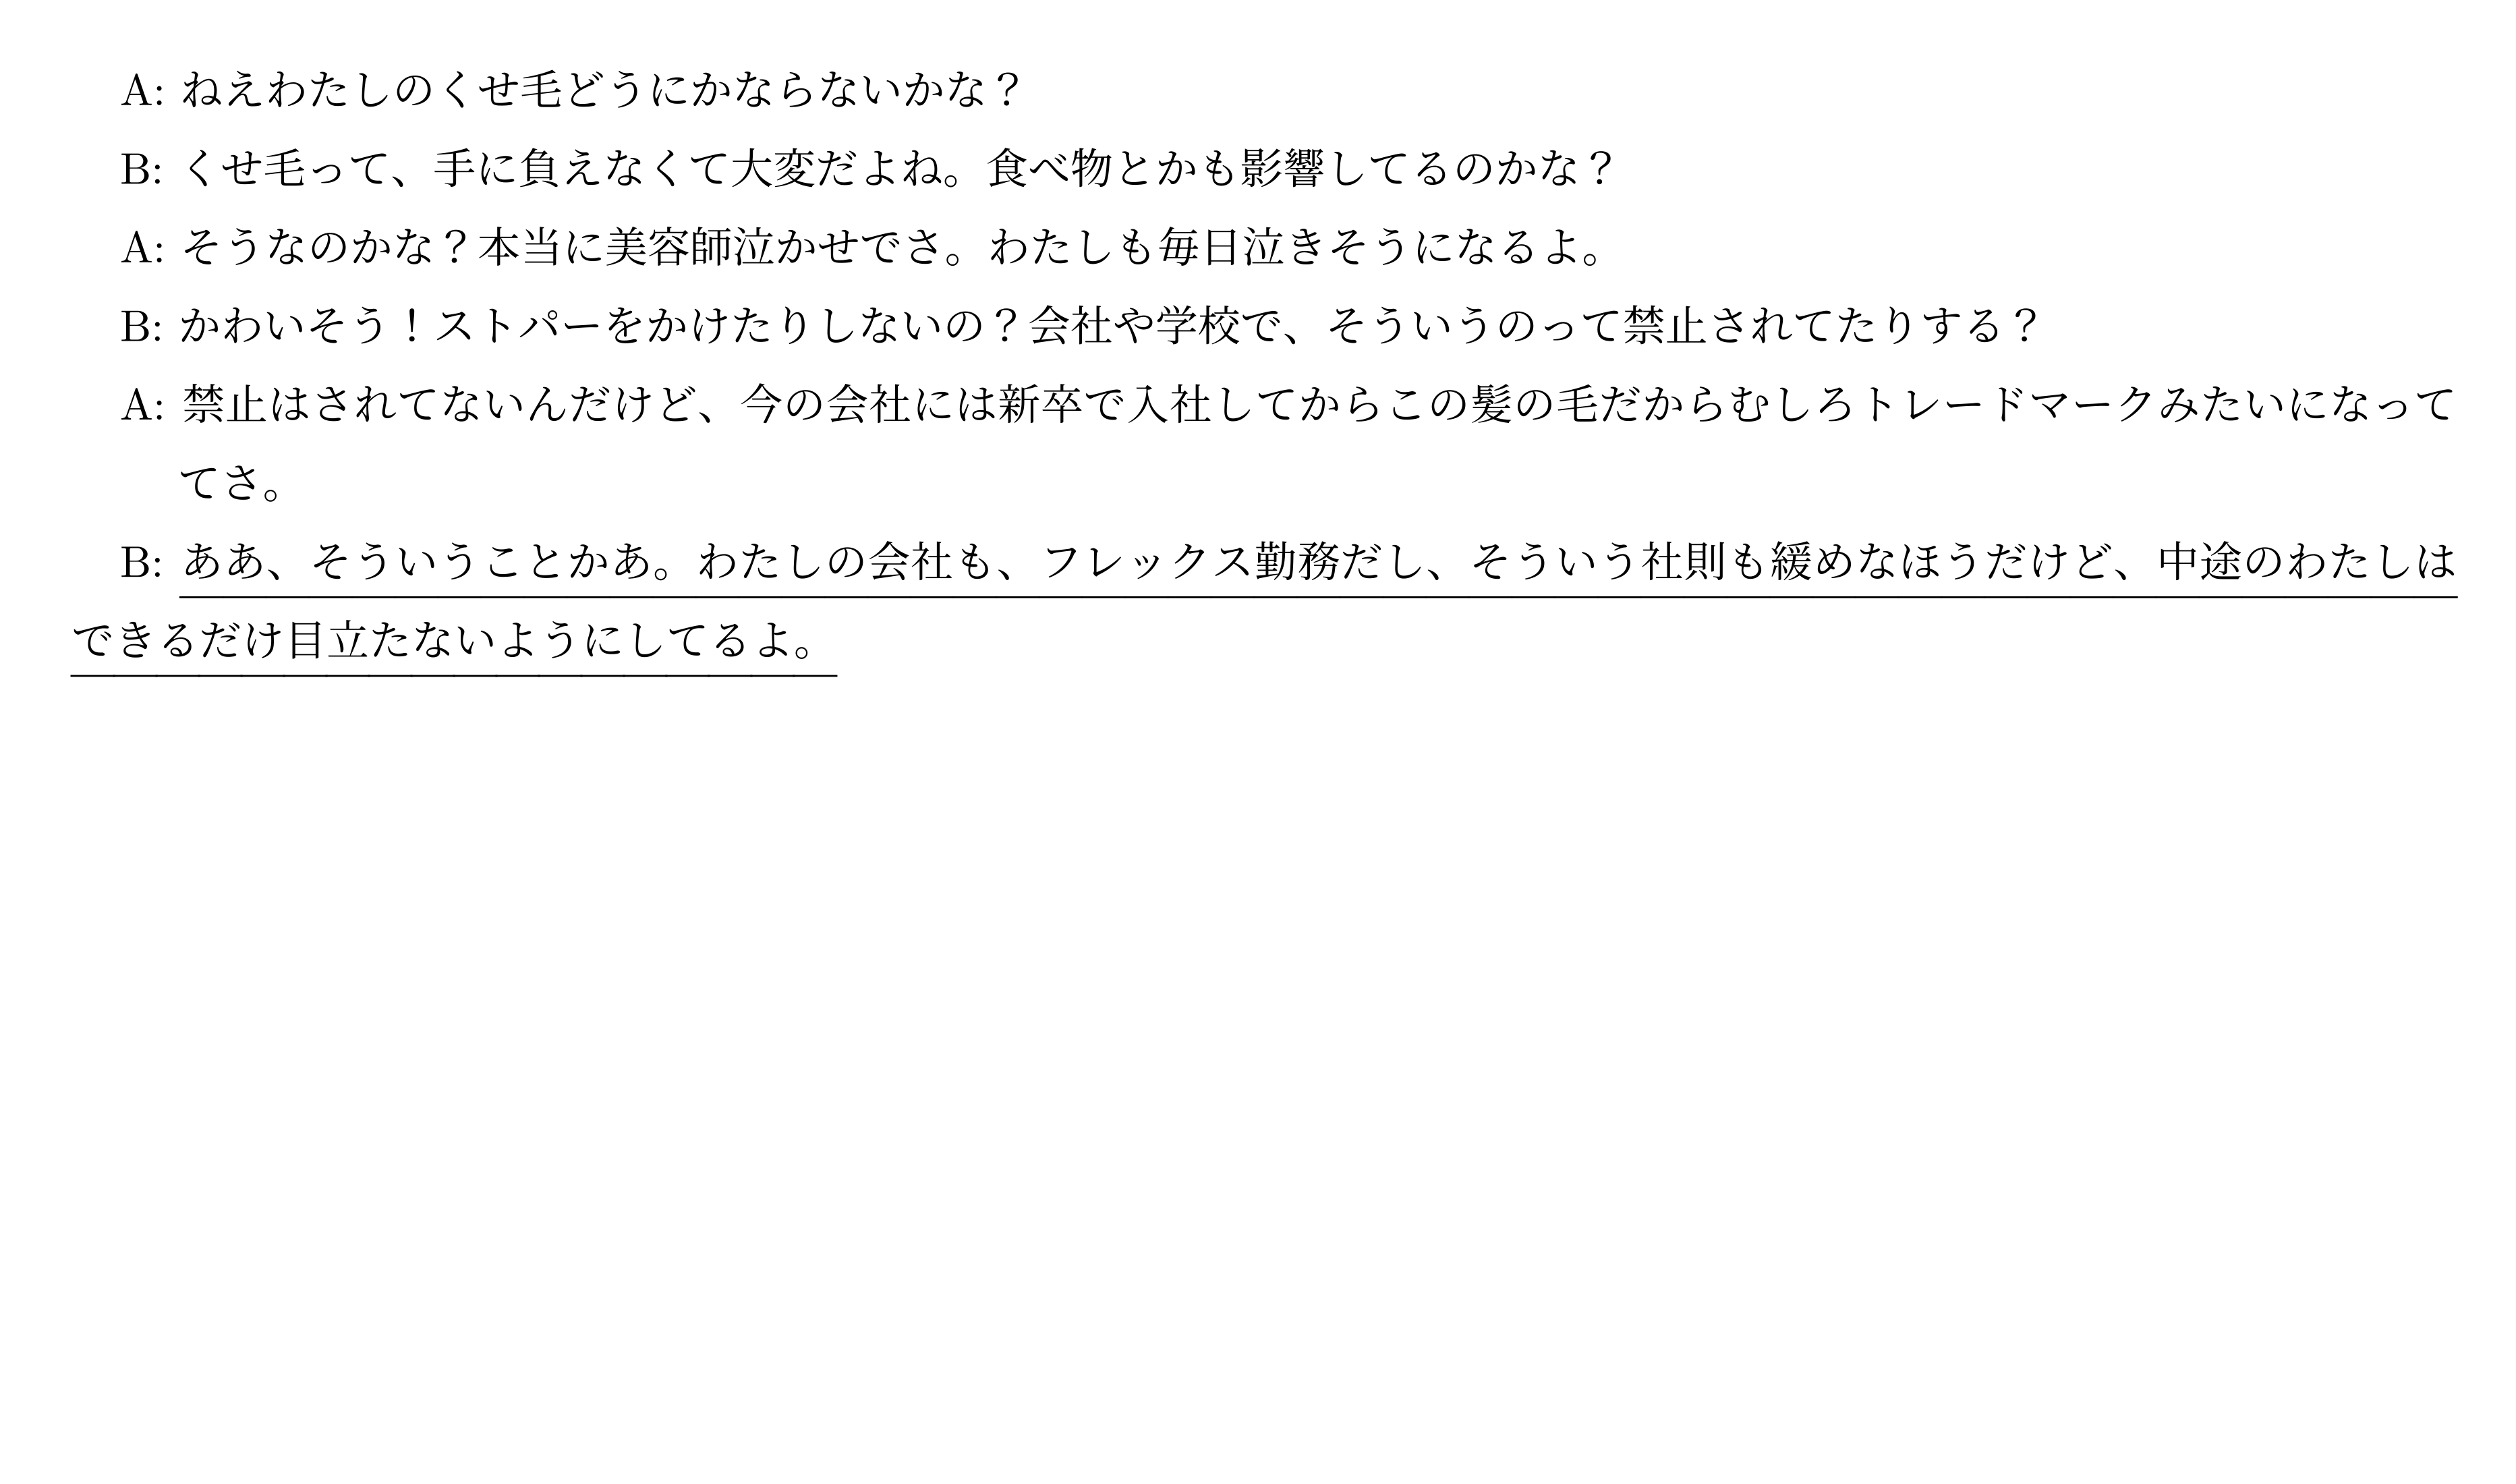 A: ねえわたしのくせ毛どうにかならないかな？
B: くせ毛って、手に負えなくて大変だよね。食べ物とかも影響してるのかな？
A: そうなのかな？本当に美容師泣かせでさ。わたしも毎日泣きそうになるよ。
B: かわいそう！ストパーをかけたりしないの？会社や学校で、そういうのって禁止されてたりする？
A: 禁止はされてないんだけど、今の会社には新卒で入社してからこの髪の毛だからむしろトレードマークみたいになって
てさ。
B: ああ、そういうことかあ。わたしの会社も、フレックス勤務だし、そういう社則も緩めなほうだけど、中途のわたしは
できるだけ目立たないようにしてるよ。